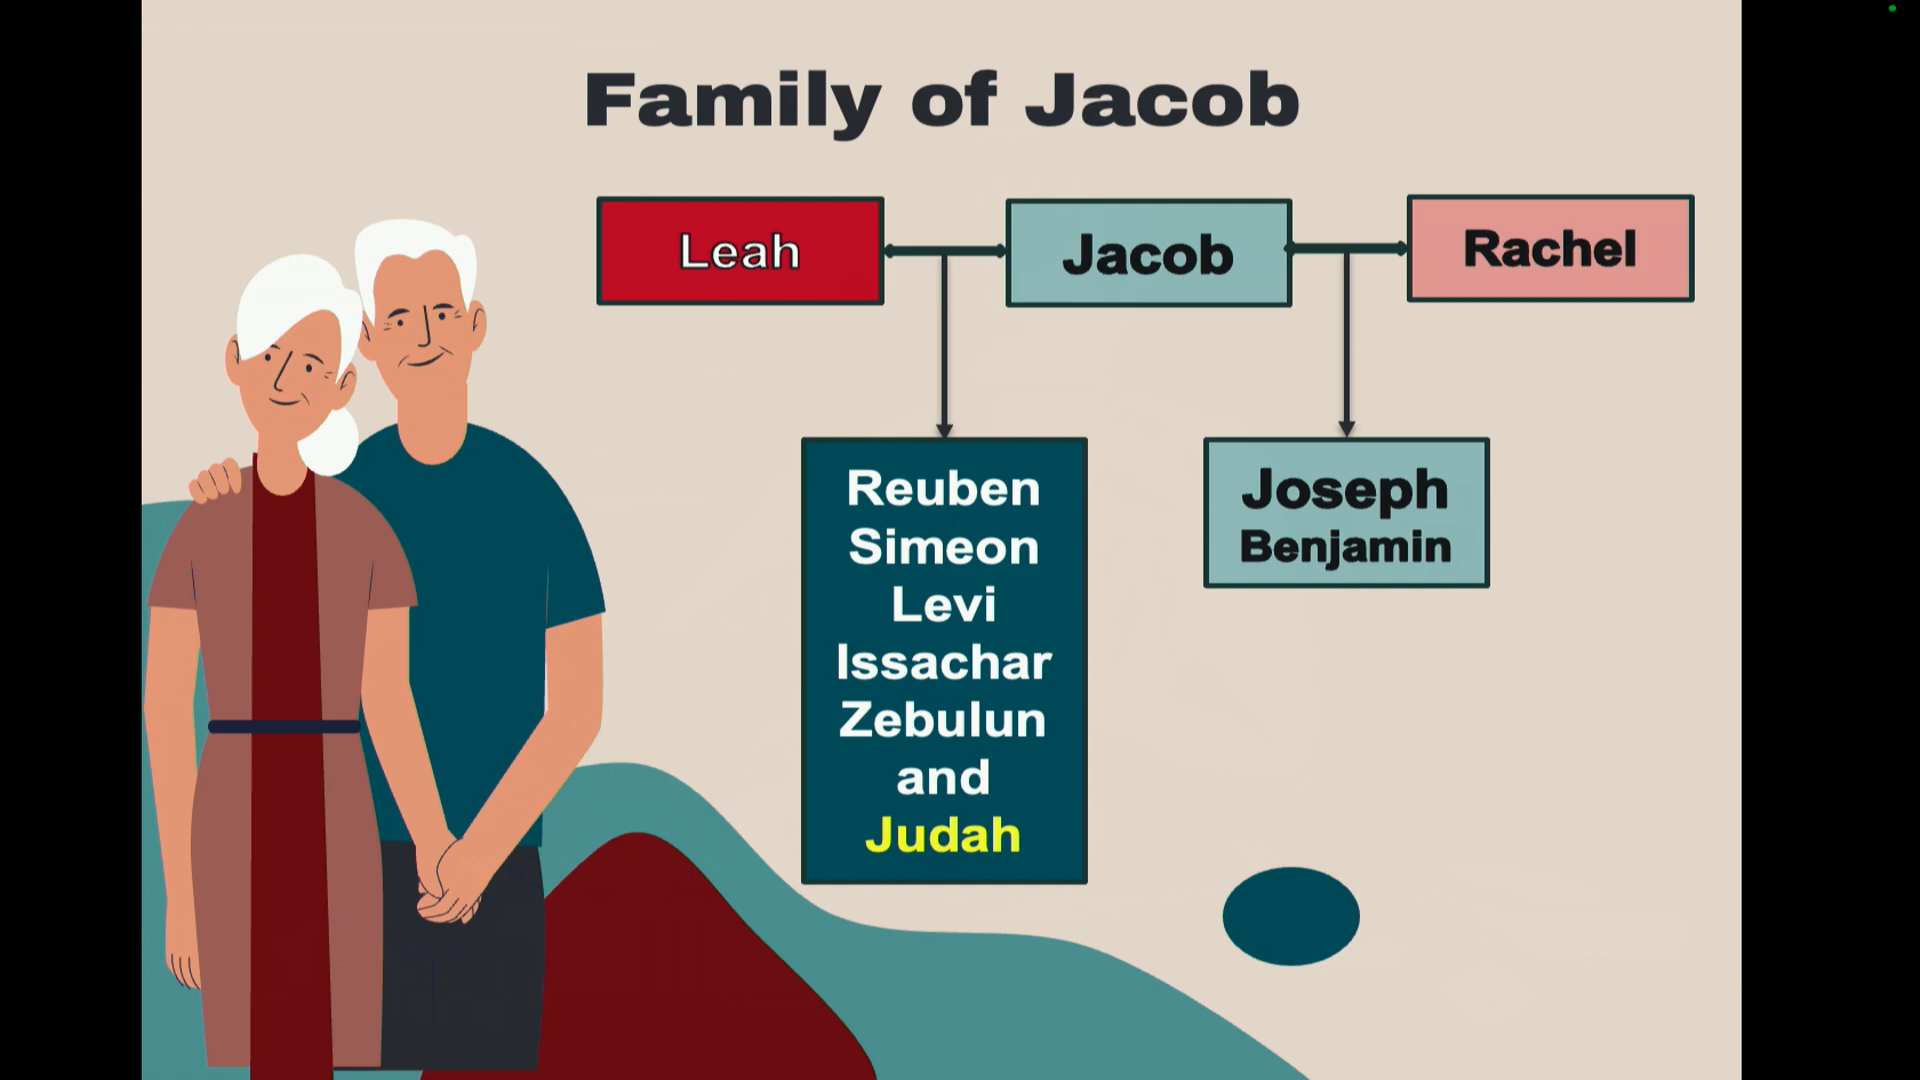 Family of Jacob
Leah
Jacob
Rachel
Reuben
Simeon
Levi
Issachar
Zebulun
and
Judah
Joseph
Benjamin